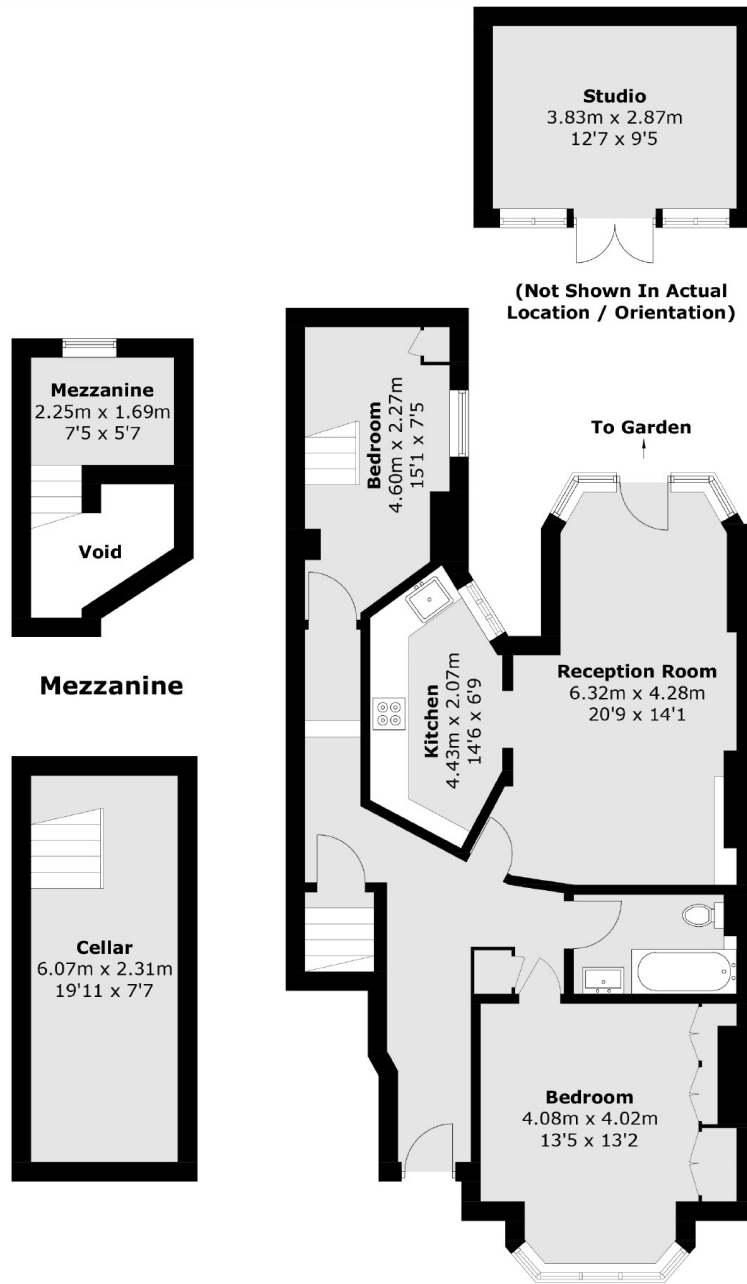 Studio
3.83m x 2.87m
12'7 x 9'5
(Not Shown In Actual
Location / Orientation)
Mezzanine
2.25m x 1.69m
7'5 x 5'7
Void
Mezzanine
Bedroom
4.60m x 2.27m
15'1 x 7'5
To Garden
Kitchen
4.43m x 2.07m
14'6 x 6'9
Reception Room
6.32m x 4.28m
20'9 x 14'1
Cellar
6.07m x 2.31m
19'11 x 7'7
Bedroom
4.08m x 4.02m
13'5 x 13'2